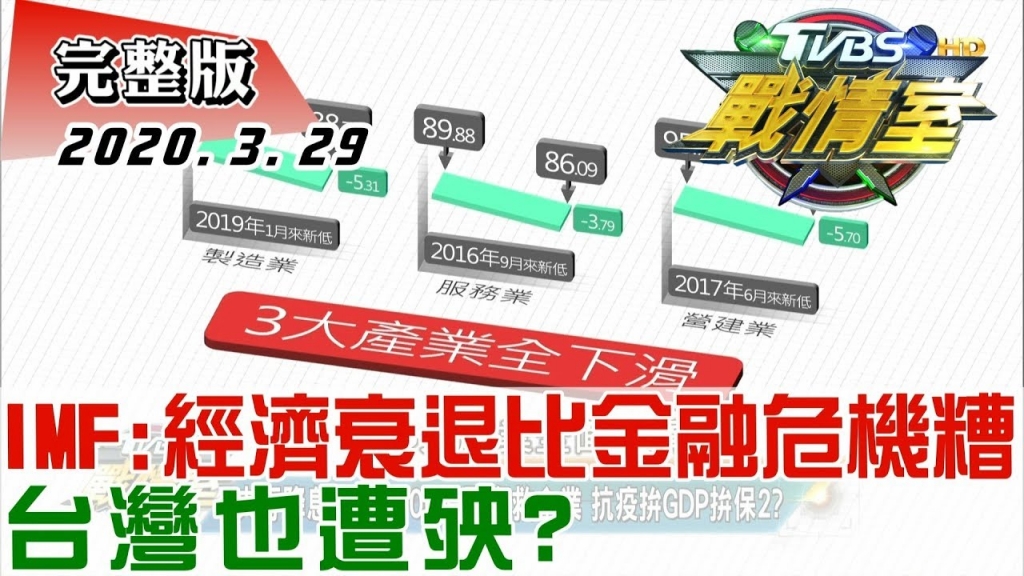 完整版
2020.3.29
TVBS HD
戰情室
89.88
86.09
-5.31
-3.79
-5.70
2019年1月來新低
2016年9月來新低
2017年6月來新低
製造業
服務業
營建業
3大產業全下滑
IMF:經濟衰退比金融危機糟
抗疫拚GDP拚保2?
台灣也遭殃?